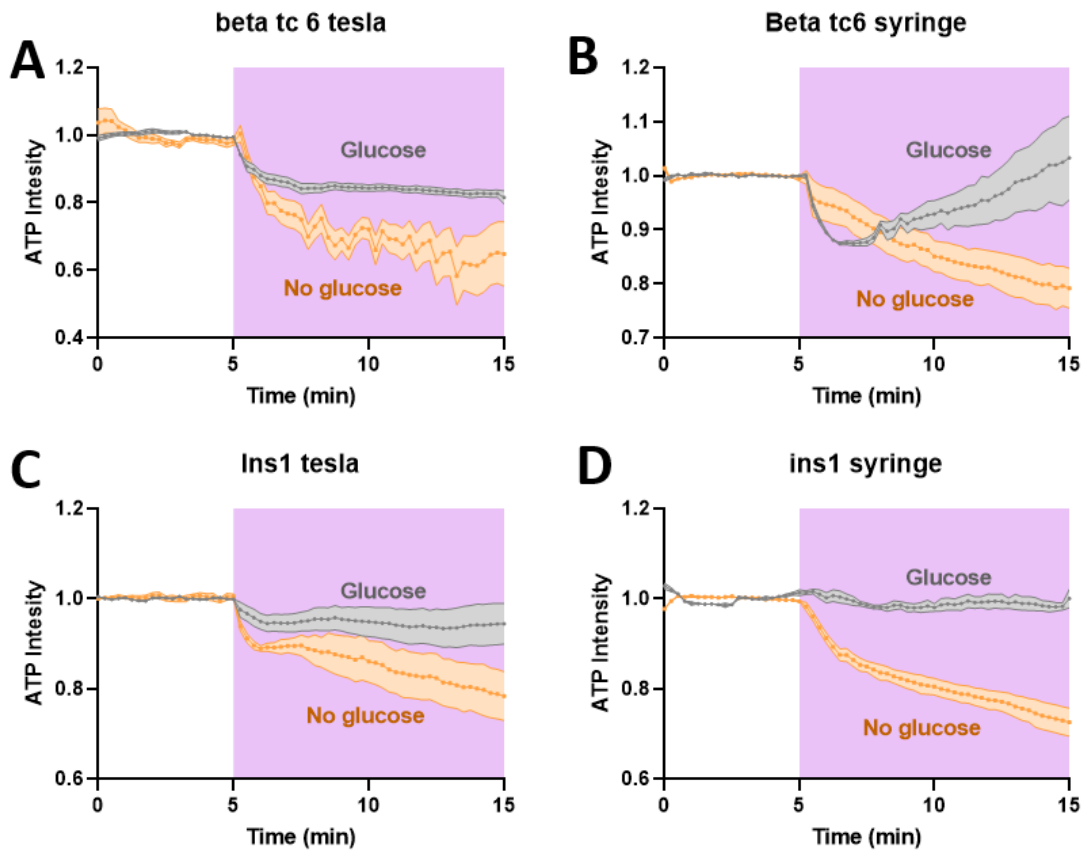 beta tc 6 tesla
A
1.2
1.0
0.8
0.6
0.4
ATP Intesity
Glucose
No glucose
0 5 10 15
Time (min)
Beta tc6 syringe
B
1.2
1.1
1.0
0.9
0.8
0.7
ATP Intesity
Glucose
No glucose
0 5 10 15
Time (min)
Ins1 tesla
C
1.2
1.0
0.8
0.6
ATP Intesity
Glucose
No glucose
0 5 10 15
Time (min)
ins1 syringe
D
1.2
1.0
0.8
0.6
ATP Intensity
Glucose
No glucose
0 5 10 15
Time (min)